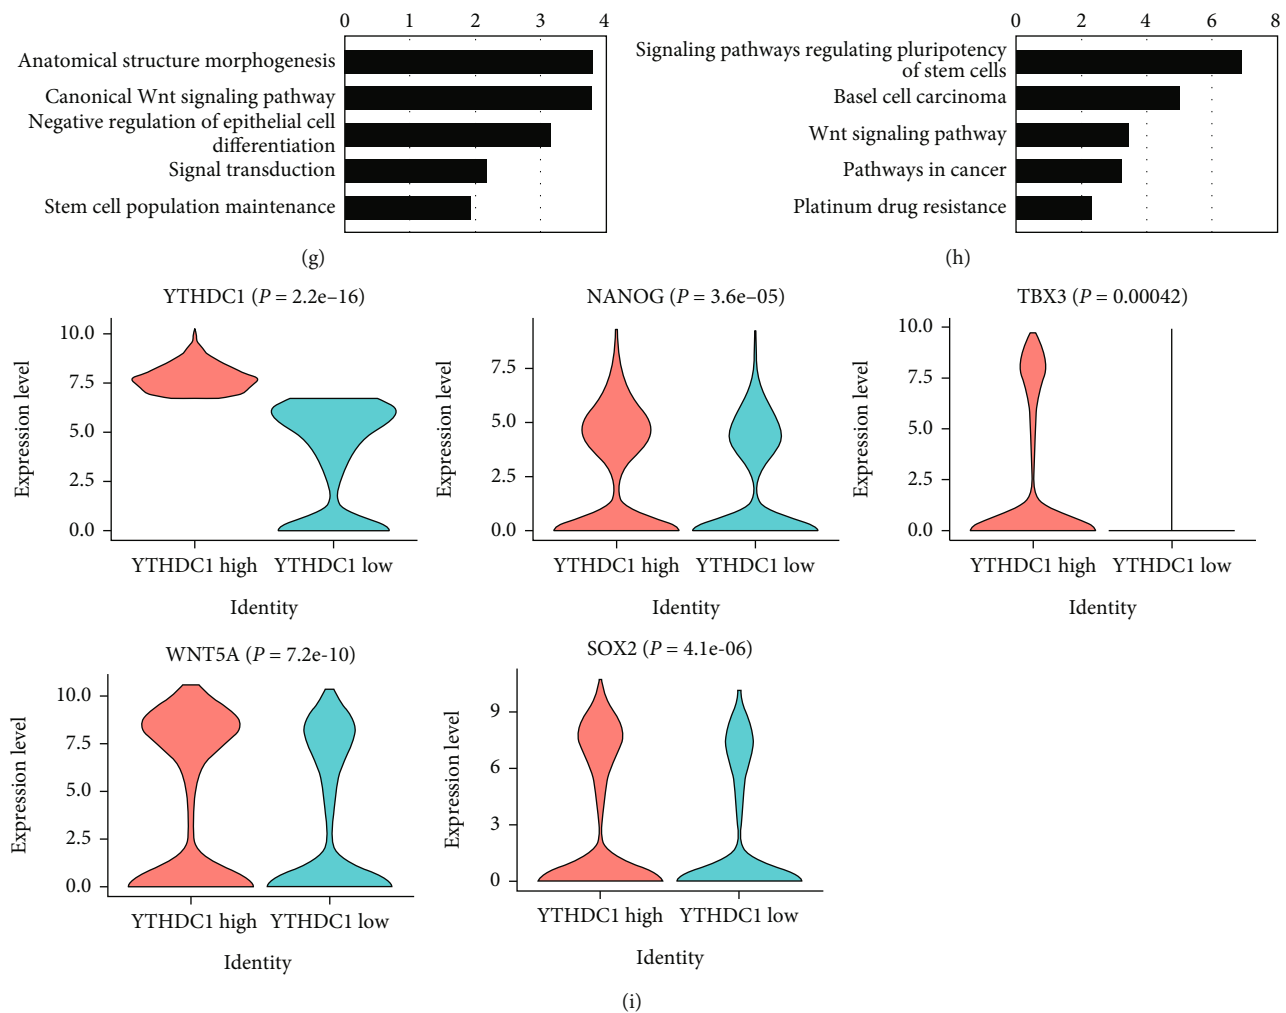 0 1 2 3 4
Anatomical structure morphogenesis
Canonical Wnt signaling pathway
Negative regulation of epithelial cell
differentiation
Signal transduction
Stem cell population maintenance
(g)
0 2 4 6 8
Signaling pathways regulating pluripotency
of stem cells
Basel cell carcinoma
Wnt signaling pathway
Pathways in cancer
Platinum drug resistance
(h)
YTHDC1 (P = 2.2e–16)
Expression level
10.0
7.5
5.0
2.5
0.0
YTHDC1 high YTHDC1 low
Identity
NANOG (P = 3.6e–05)
Expression level
7.5
5.0
2.5
0.0
YTHDC1 high YTHDC1 low
Identity
TBX3 (P = 0.00042)
Expression level
10.0
7.5
5.0
2.5
0.0
YTHDC1 high YTHDC1 low
Identity
WNT5A (P = 7.2e-10)
Expression level
10.0
7.5
5.0
2.5
0.0
YTHDC1 high YTHDC1 low
Identity
SOX2 (P = 4.1e-06)
Expression level
9
6
3
0
YTHDC1 high YTHDC1 low
Identity
(i)